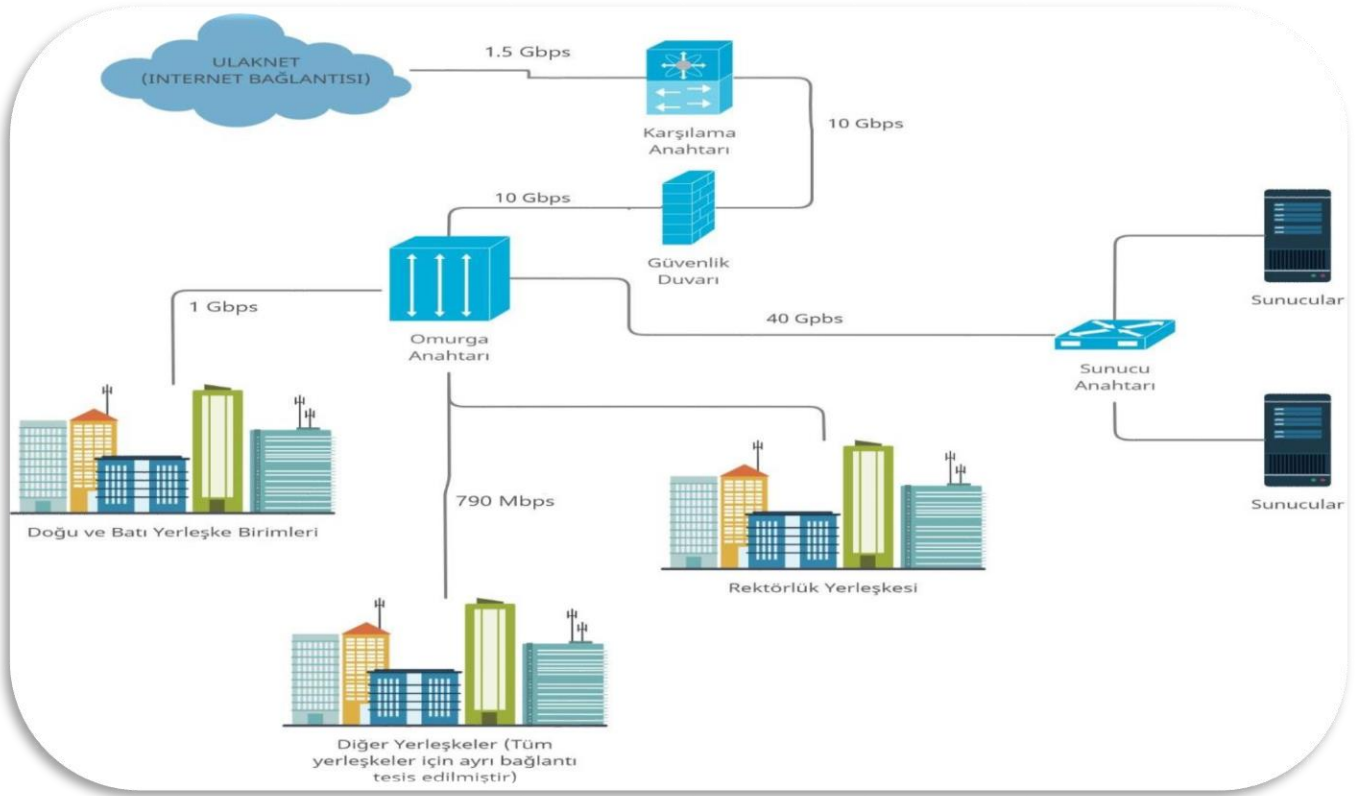 ULAKNET
(INTERNET BAĞLANTISI)
1.5 Gbps
Karşılama
Anahtarı
10 Gbps
10 Gbps
Güvenlik
Duvarı
Sunucular
1 Gbps
Omurga
Anahtarı
40 Gpbs
Sunucu
Anahtarı
Sunucular
790 Mbps
Doğu ve Batı Yerleşke Birimleri
Rektörlük Yerleşkesi
Diğer Yerleşkeler (Tüm
yerleşkeler için ayrı bağlantı
tesis edilmiştir)